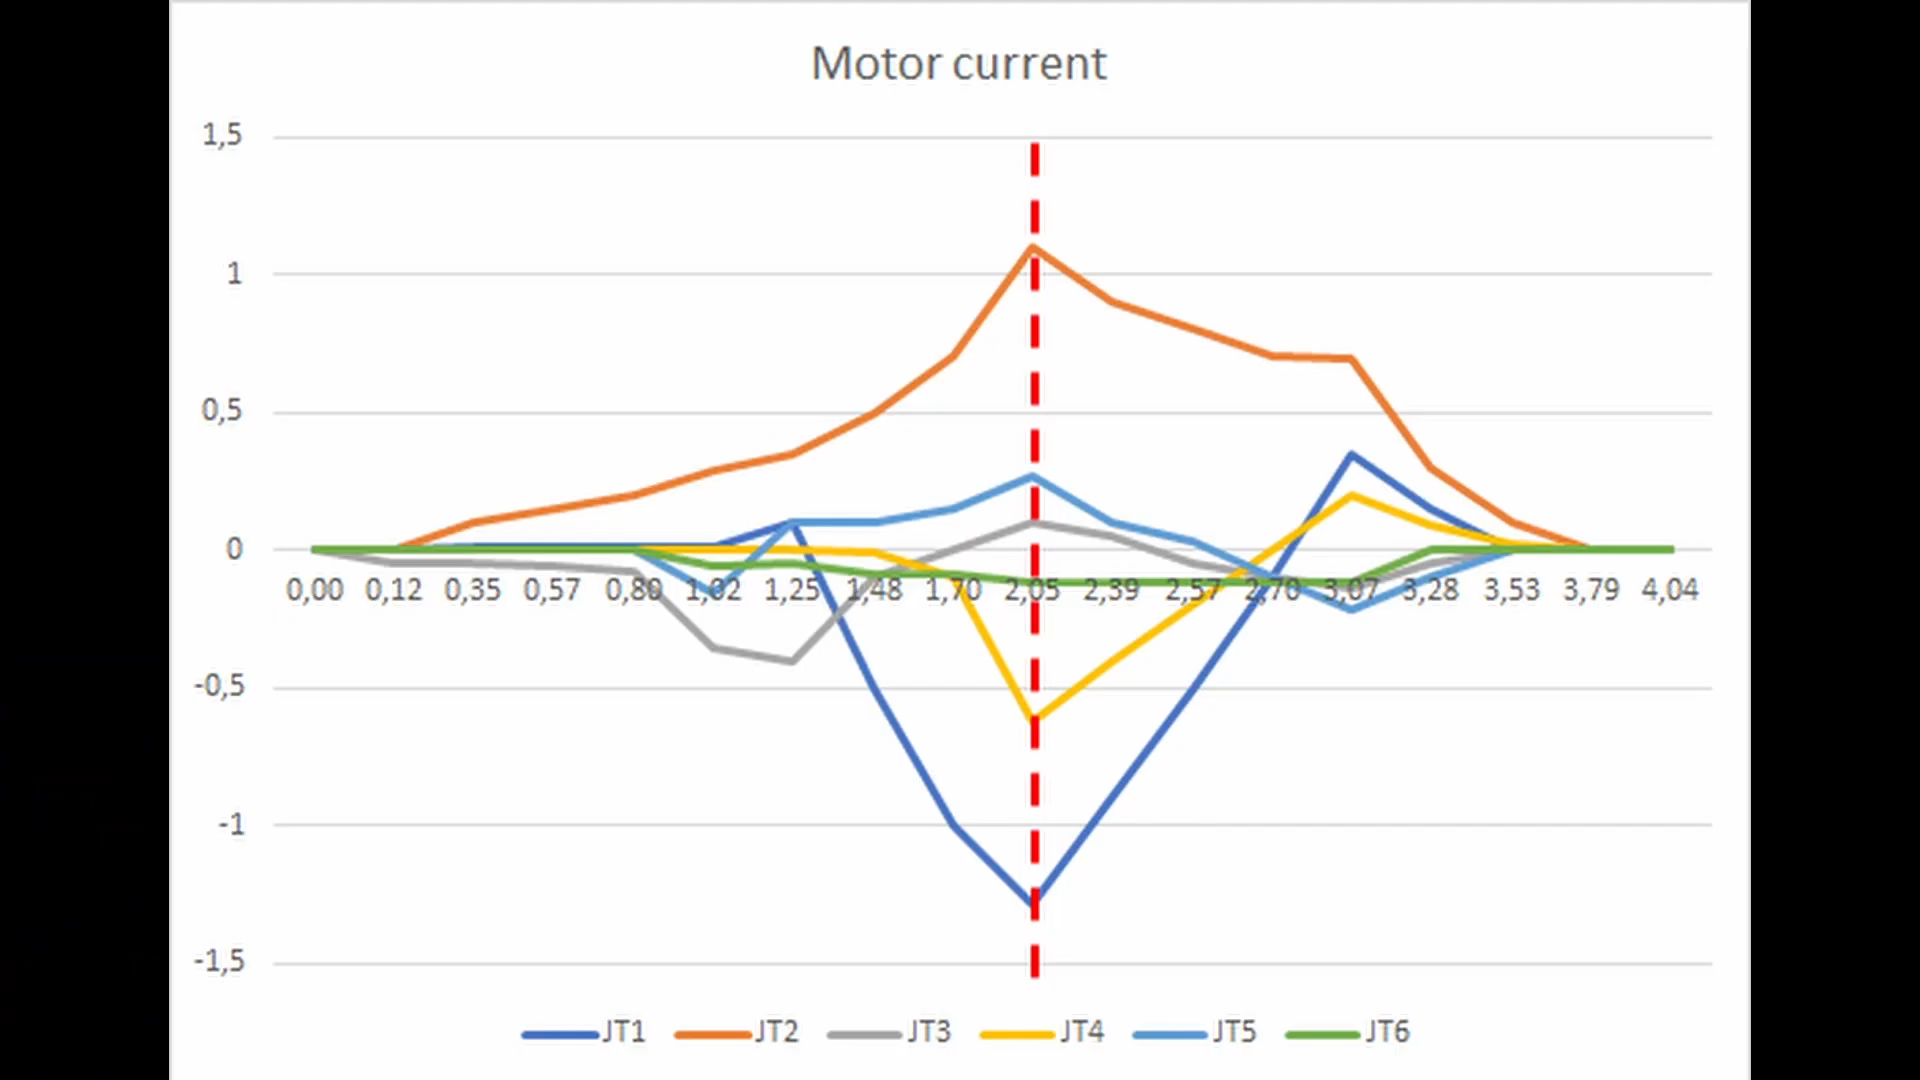 Motor current
1,5
1
0,5
0
0,00 0,12 0,35 0,57 0,80 1,02 1,25 1,48 1,70 2,05 2,59 2,57 2,70 3,07 3,28 3,53 3,79 4,04
-0,5
-1
-1,5
JT1 JT2 JT3 JT4 JT5 JT6